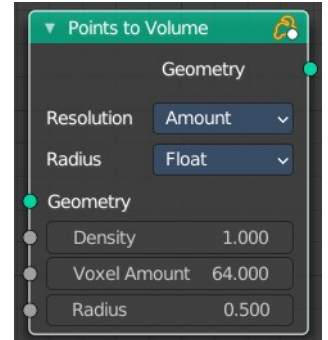 Points to Volume
Geometry
Resolution Amount
Radius Float
Geometry
Density 1.000
Voxel Amount 64.000
Radius 0.500